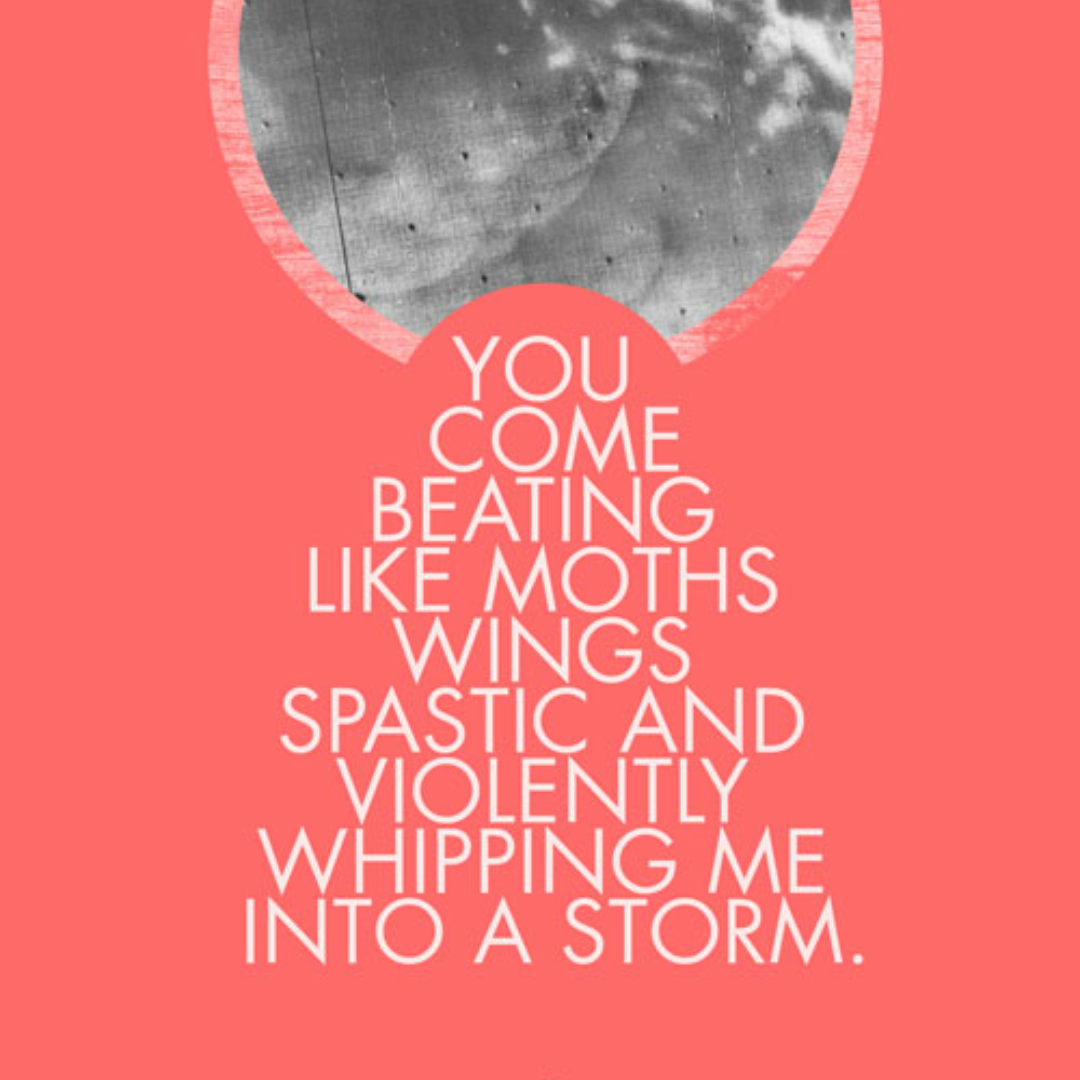 YOU
COME
BEATING
LIKE MOTHS
WINGS
SPASTIC AND
VIOLENTLY
WHIPPING ME
INTO A STORM.